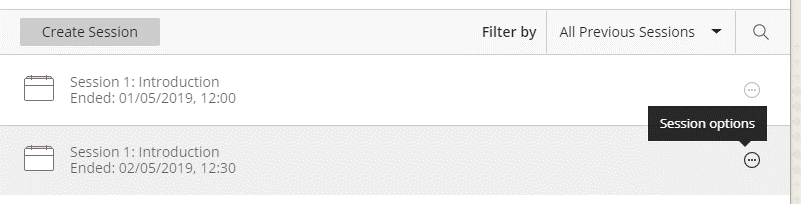 Create Session
Filter by
All Previous Sessions
Session 1: Introduction
Ended: 01/05/2019, 12:00
Session options
Session 1: Introduction
Ended: 02/05/2019, 12:30